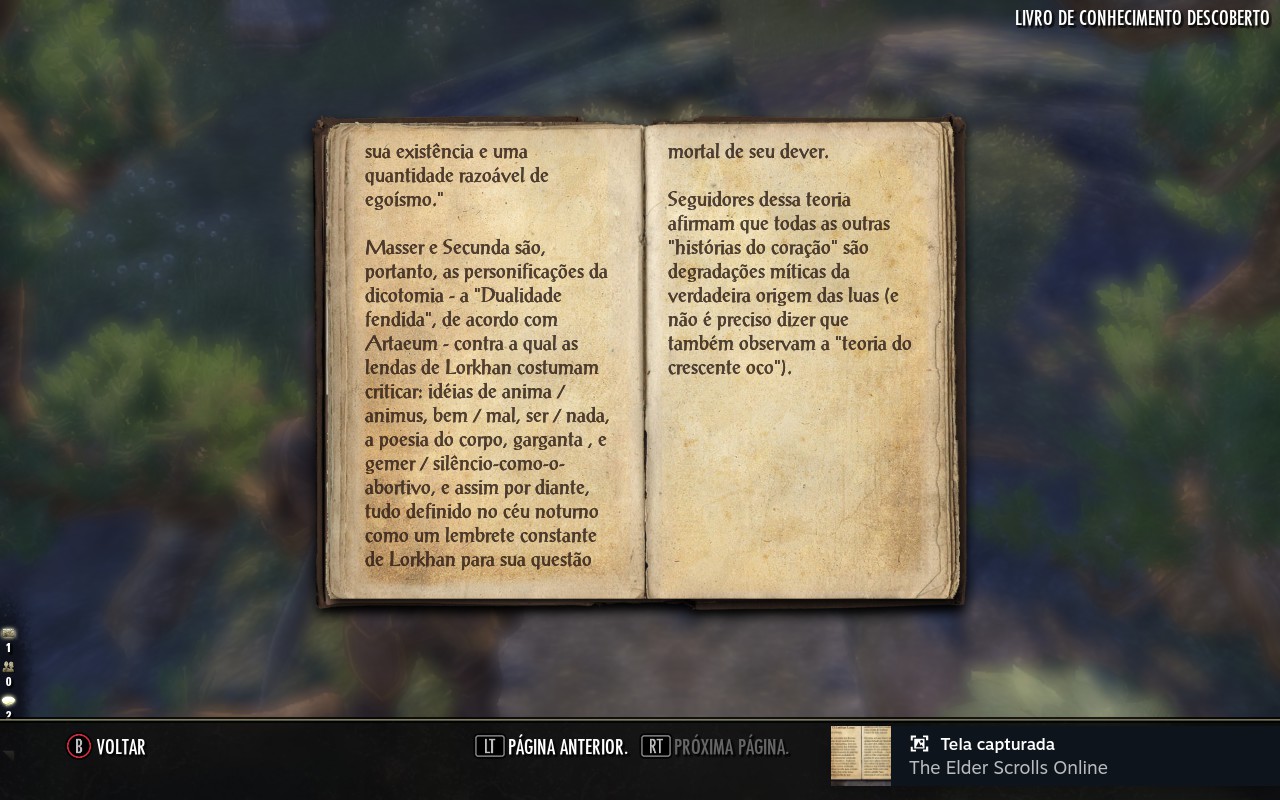 LIVRO DE CONHECIMENTO DESCOBERTO
sua existência e uma
quantidade razoável de
egoísmo."
Masser e Secunda são,
portanto, as personificações da
dicotomia - a "Dualidade
fendida", de acordo com
Artaeum - contra a qual as
lendas de Lorkhan costumam
criticar: idéias de anima /
animus, bem / mal, ser / nada,
a poesia do corpo, garganta , e
gemer / silêncio-como-o-
abortivo, e assim por diante,
tudo definido no céu noturno
como um lembrete constante
de Lorkhan para sua questão
mortal de seu dever.
Seguidores dessa teoria
afirmam que todas as outras
"histórias do coração" são
degradações míticas da
verdadeira origem das luas (e
não é preciso dizer que
também observam a "teoria do
crescente oco").
1
0
B VOLTAR
LT PÁGINA ANTERIOR. RT PRÓXIMA PÁGINA.
Tela capturada
The Elder Scrolls Online